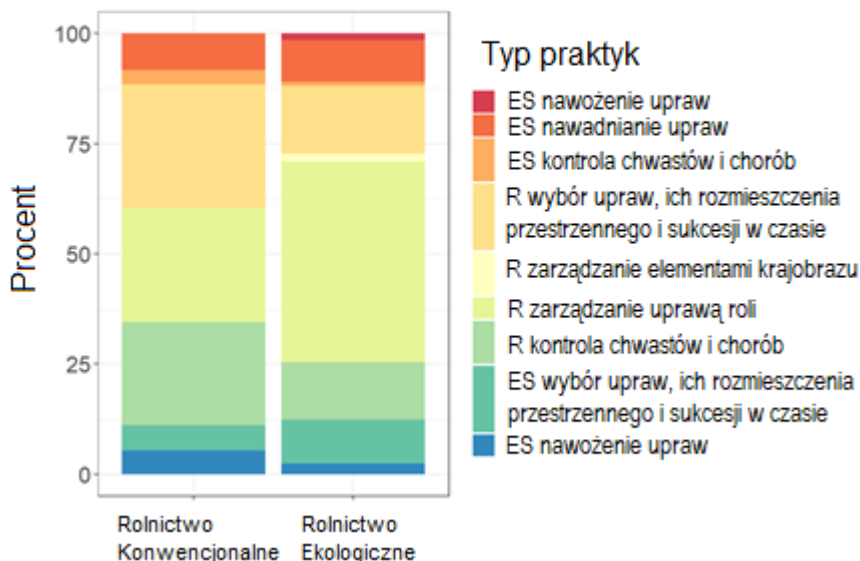 100
75
50
25
0
Procent
Rolnictwo
Konwencjonalne
Rolnictwo
Ekologiczne
Typ praktyk
ES nawożenie upraw
ES nawadnianie upraw
ES kontrola chwastów i chorób
R wybór upraw, ich rozmieszczenia
przestrzennego i sukcesji w czasie
R zarządzanie elementami krajobrazu
R zarządzanie uprawą roli
R kontrola chwastów i chorób
ES wybór upraw, ich rozmieszczenia
przestrzennego i sukcesji w czasie
ES nawożenie upraw